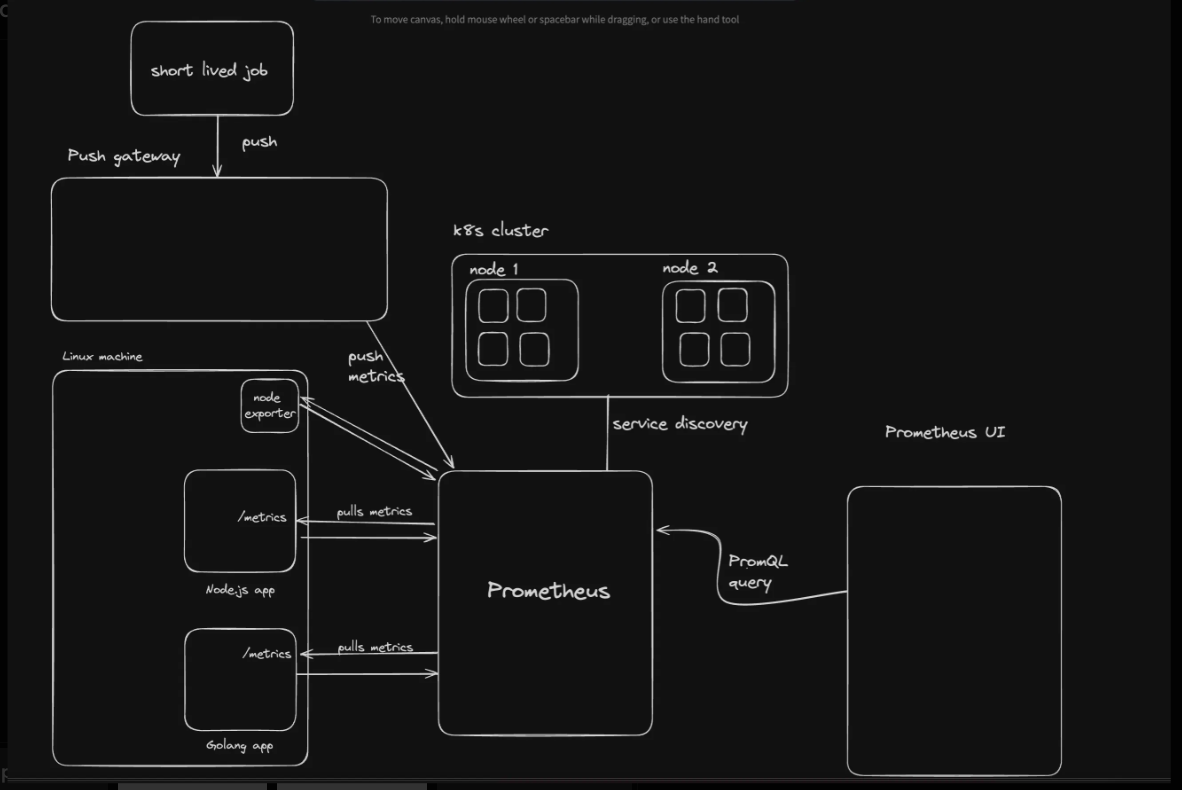 To move canvas, hold mouse wheel or spacebar while dragging, or use the hand tool
short lived job
push
Push gateway
k8s cluster
node 1
node 2
Linux machine
push
metrics
node
exporter
service discovery
Prometheus UI
/metrics
pulls metrics
Node.js app
PromQL
query
Prometheus
/metrics
pulls metrics
Golang app